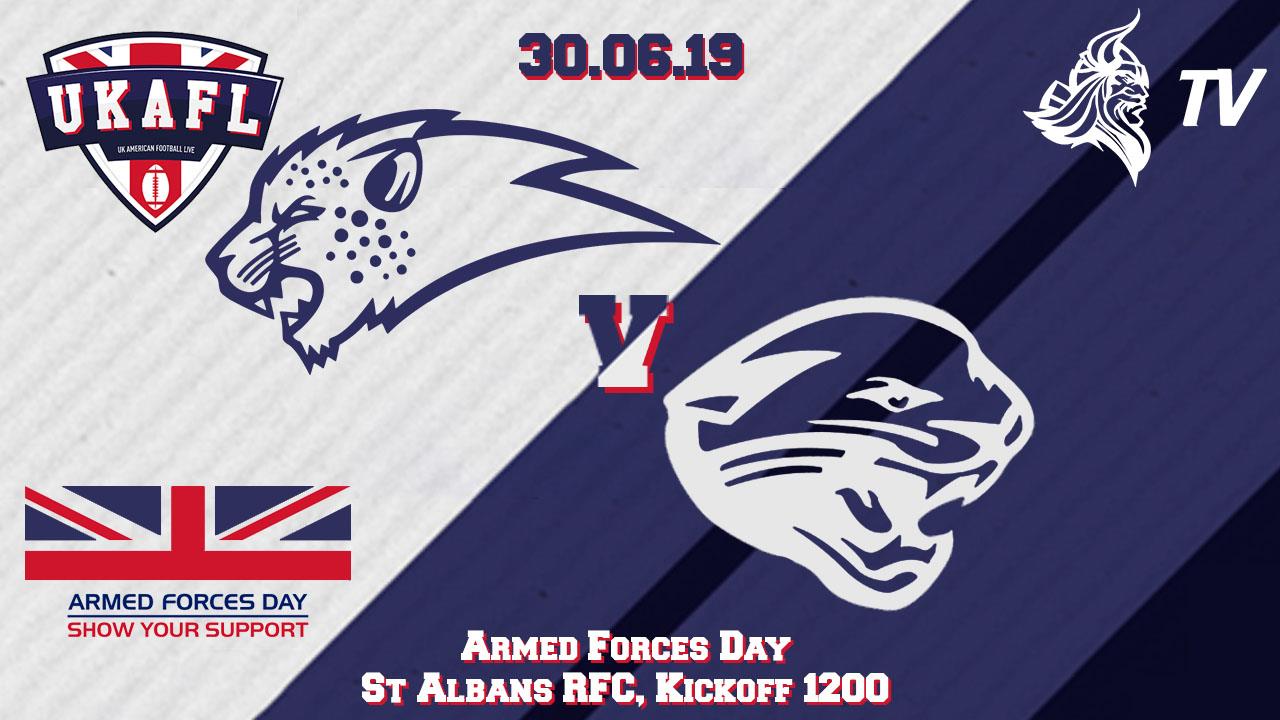 UKAFL
UK AMERICAN FOOTBALL LIVE
30.06.19
TV
V
ARMED FORCES DAY
SHOW YOUR SUPPORT
Armed Forces Day
St Albans RFC, Kickoff 1200